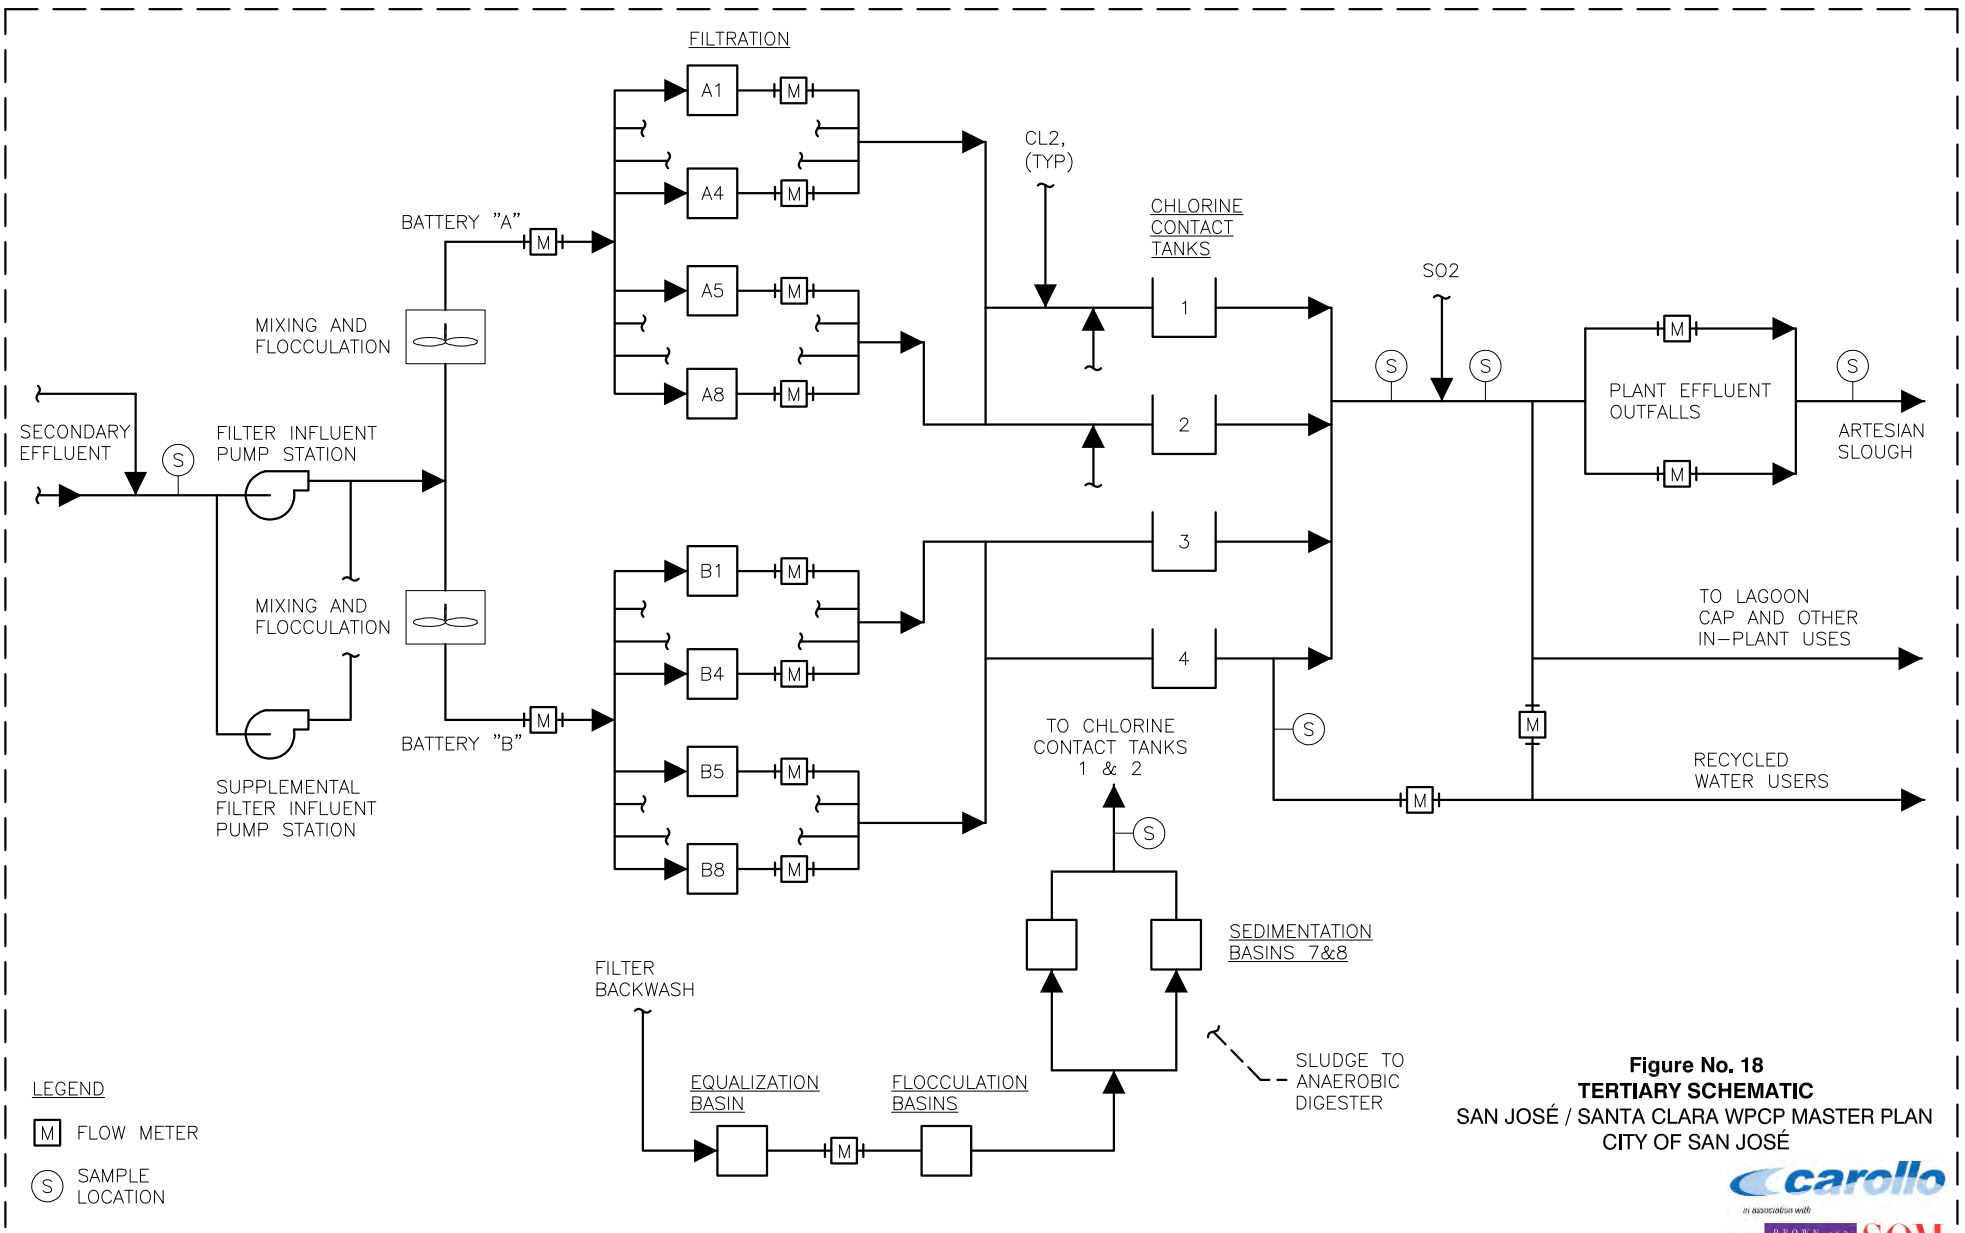 FILTRATION
A1
M
A4
M
BATTERY "A"
M
A5
M
A8
M
MIXING AND
FLOCCULATION
SECONDARY
EFFLUENT
S
FILTER INFLUENT
PUMP STATION
MIXING AND
FLOCCULATION
BATTERY "B"
M
SUPPLEMENTAL
FILTER INFLUENT
PUMP STATION
B1
M
B4
M
B5
M
B8
M
CL2,
(TYP)
CHLORINE
CONTACT
TANKS
1
2
3
4
SO2
S
S
M
PLANT EFFLUENT
OUTFALLS
M
S
ARTESIAN
SLOUGH
TO LAGOON
CAP AND OTHER
IN-PLANT USES
M
RECYCLED
WATER USERS
S
M
TO CHLORINE
CONTACT TANKS
1 & 2
S
SEDIMENTATION
BASINS 7&8
FILTER
BACKWASH
EQUALIZATION
BASIN
M
FLOCCULATION
BASINS
SLUDGE TO
ANAEROBIC
DIGESTER
LEGEND
M FLOW METER
S SAMPLE
LOCATION
Figure No. 18
TERTIARY SCHEMATIC
SAN JOSÉ / SANTA CLARA WPCP MASTER PLAN
CITY OF SAN JOSÉ
carollo
in association with